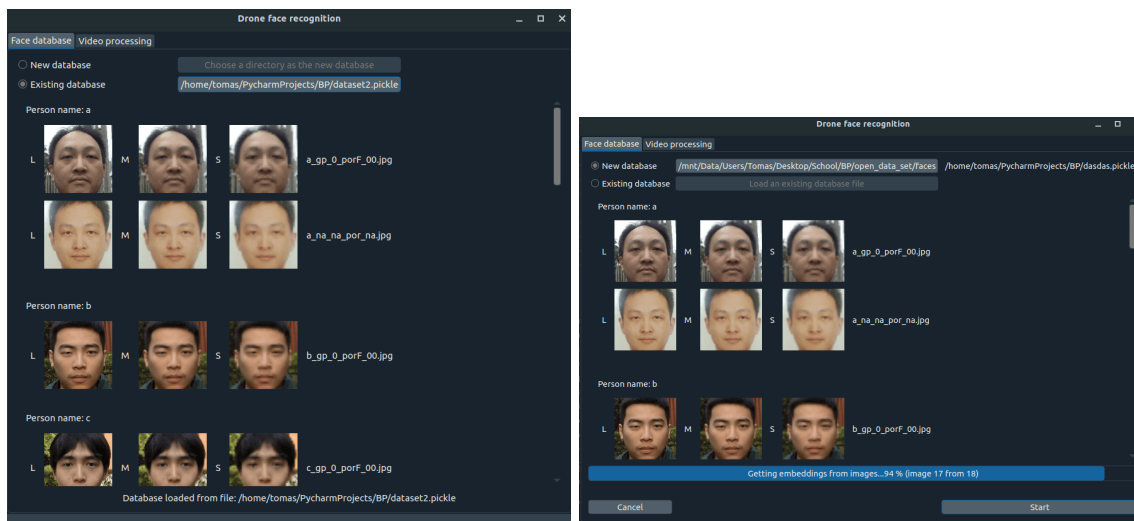 Drone face recognition
Face database Video processing
New database Choose a directory as the new database
Existing database /home/tomas/PycharmProjects/BP/dataset2.pickle
Person name: a
L M S a_gp_0_porF_00.jpg
L M S a_na_na_por_na.jpg
Person name: b
L M S b_gp_0_porF_00.jpg
Person name: c
L M S c_gp_0_porF_00.jpg
Database loaded from file: /home/tomas/PycharmProjects/BP/dataset2.pickle
Drone face recognition
Face database Video processing
New database /mnt/Data/Users/Tomas/Desktop/School/BP/open_data_set/faces /home/tomas/PycharmProjects/BP/dasdas.pickle
Existing database Load an existing database file
Person name: a
L M S a_gp_0_porF_00.jpg
L M S a_na_na_por_na.jpg
Person name: b
L M S b_gp_0_porF_00.jpg
Getting embeddings from images...94 % (image 17 from 18)
Cancel Start